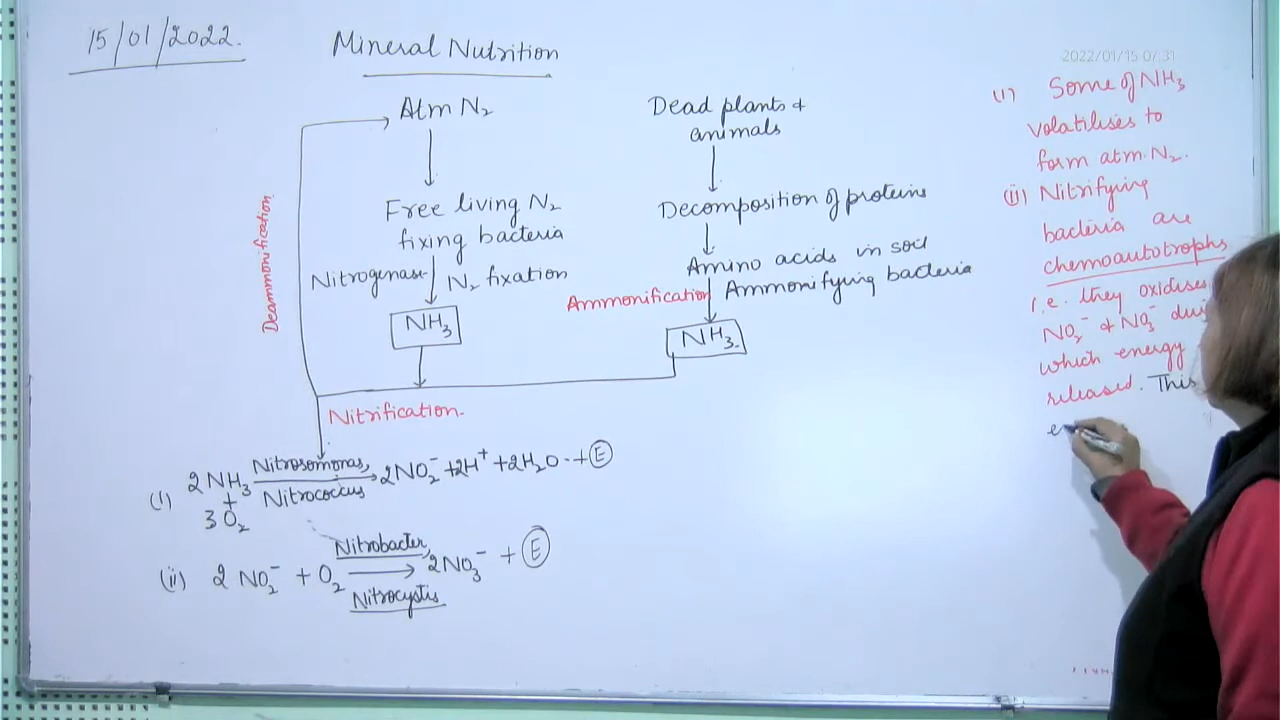 15/01/2022.
Mineral Nutrition
2022/01/15 07:31
Atm N₂
Free living N₂
fixing bacteria
Nitrogenase
N₂ fixation
NH₃
Deammonification
Dead plants +
animals
Decomposition of proteins
Amino acids in soil
Ammonification
Ammonifying bacteria
NH₃.
Nitrification.
(i) 2NH₃ + 3O₂ Nitrosomonas, Nitrococcus 2NO₂⁻ + 2H⁺ + 2H₂O + E
(ii) 2NO₂⁻ + O₂ Nitrobacter, Nitrocystis 2NO₃⁻ + E
(i) Some of NH₃
volatilises to
form atm. N₂.
(ii) Nitrifying
bacteria are
chemoautotrophs
i.e. they oxidises
NO₂⁻ & NO₃⁻
which energy
released. This